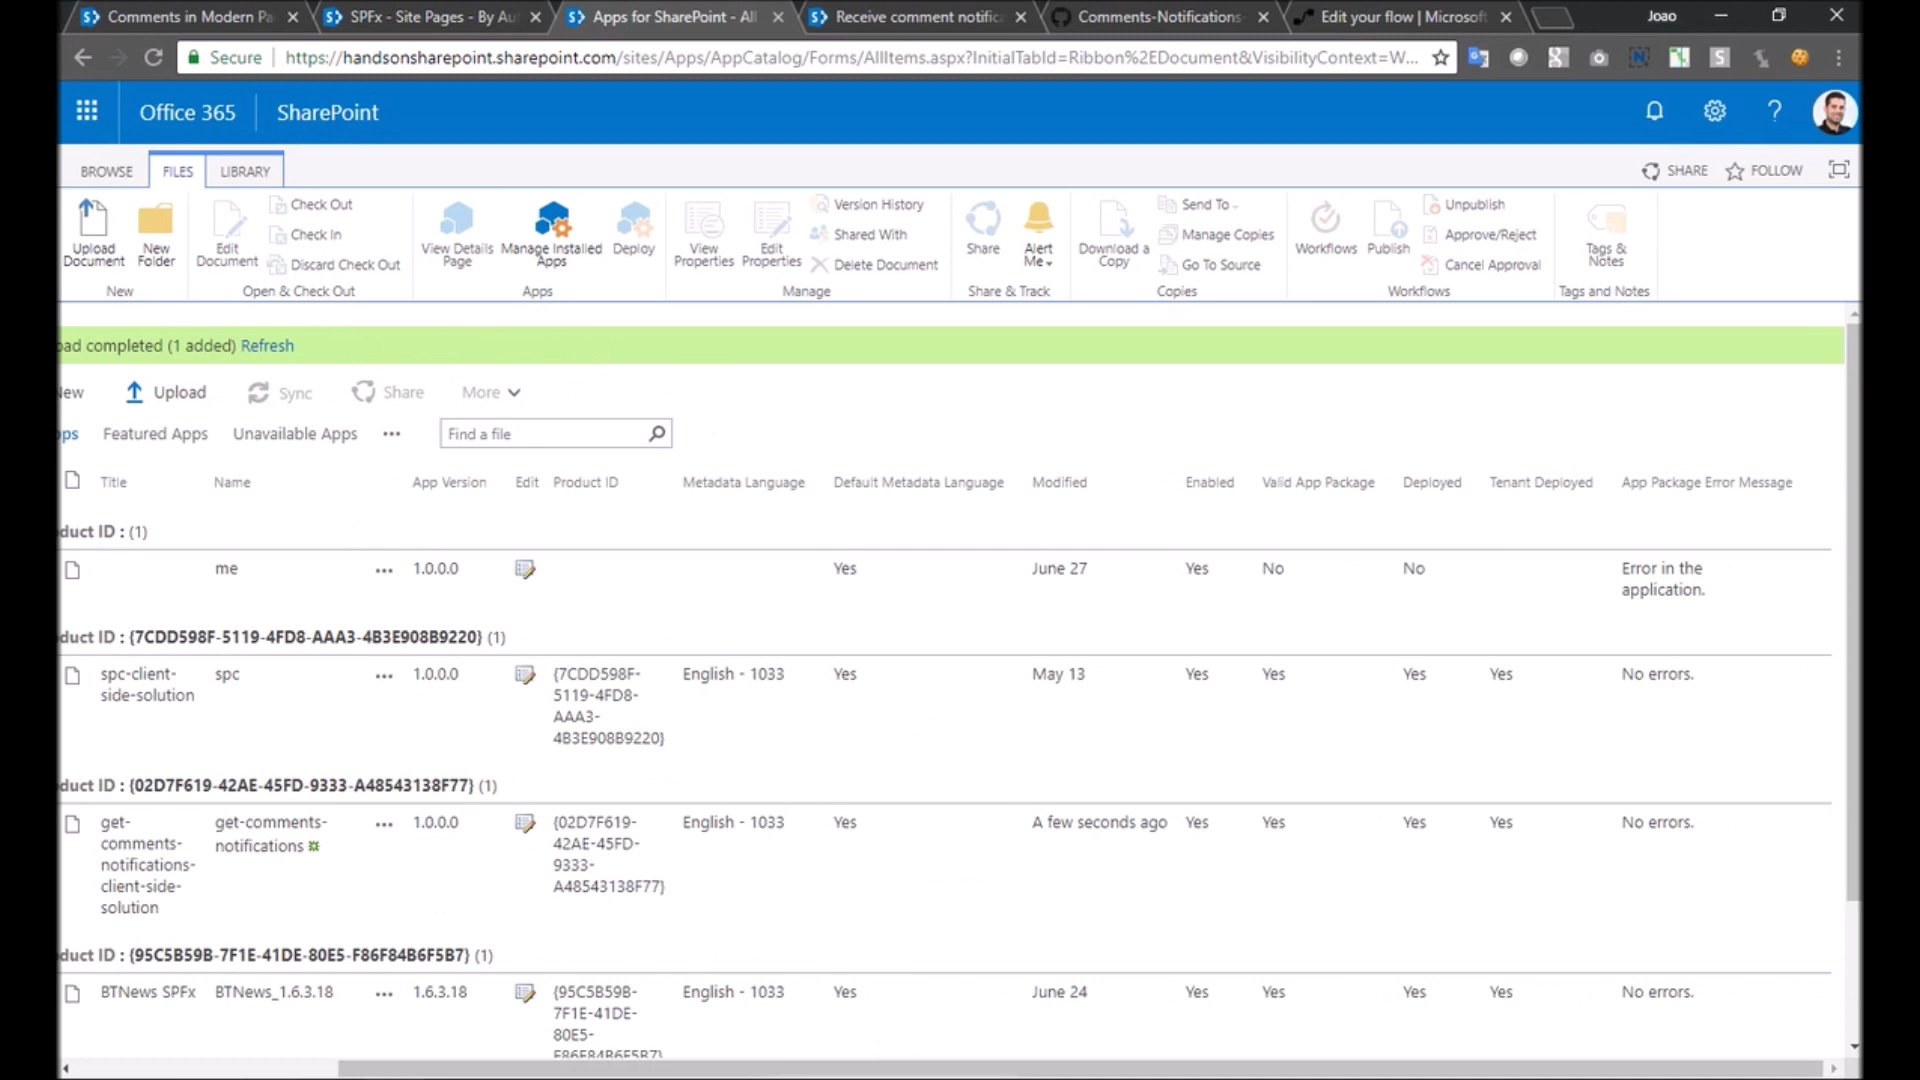 Comments in Modern Pa
SPFx - Site Pages - By Au
Apps for SharePoint - All
Receive comment notific
Comments-Notifications-
Edit your flow | Microsoft
Joao
Secure
https://handsonsharepoint.sharepoint.com/sites/Apps/AppCatalog/Forms/AllItems.aspx?InitialTabId=Ribbon%2EDocument&VisibilityContext=W...
Office 365
SharePoint
BROWSE
FILES
LIBRARY
SHARE
FOLLOW
Upload Document
New Folder
New
Edit Document
Check Out
Check In
Discard Check Out
Open & Check Out
View Details Page
Manage Installed Apps
Deploy
Apps
View Properties
Edit Properties
Version History
Shared With
Delete Document
Manage
Share
Alert Me
Share & Track
Download a Copy
Send To
Manage Copies
Go To Source
Copies
Workflows
Publish
Unpublish
Approve/Reject
Cancel Approval
Workflows
Tags & Notes
Tags and Notes
oad completed (1 added) Refresh
New
Upload
Sync
Share
More
pps
Featured Apps
Unavailable Apps
...
Find a file
Title
Name
App Version
Edit
Product ID
Metadata Language
Default Metadata Language
Modified
Enabled
Valid App Package
Deployed
Tenant Deployed
App Package Error Message
duct ID : (1)
me ... 1.0.0.0 Yes June 27 Yes No No Error in the
application.
duct ID : {7CDD598F-5119-4FD8-AAA3-4B3E908B9220} (1)
spc-client- spc ... 1.0.0.0 {7CDD598F- English - 1033 Yes May 13 Yes Yes Yes Yes No errors.
side-solution 5119-4FD8-
AAA3-
4B3E908B9220}
duct ID : {02D7F619-42AE-45FD-9333-A48543138F77} (1)
get- get-comments- ... 1.0.0.0 {02D7F619- English - 1033 Yes A few seconds ago Yes Yes Yes Yes No errors.
comments- notifications 42AE-45FD-
notifications- 9333-
client-side- A48543138F77}
solution
duct ID : {95C5B59B-7F1E-41DE-80E5-F86F84B6F5B7} (1)
BTNews SPFx BTNews_1.6.3.18 ... 1.6.3.18 {95C5B59B- English - 1033 Yes June 24 Yes Yes Yes Yes No errors.
7F1E-41DE-
80E5-
F86F84B6F5B7}